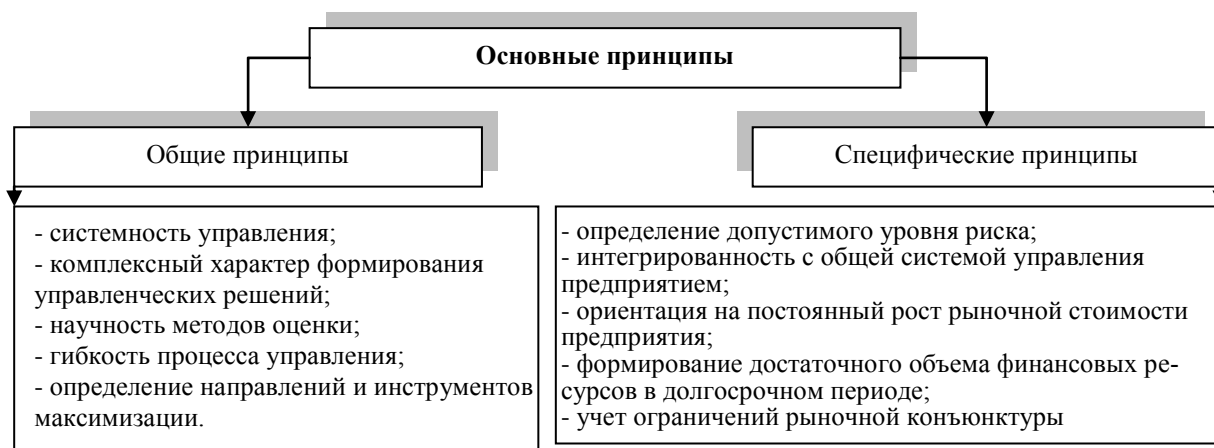 Основные принципы
Общие принципы
Специфические принципы
- системность управления;
- комплексный характер формирования
управленческих решений;
- научность методов оценки;
- гибкость процесса управления;
- определение направлений и инструментов
максимизации.
- определение допустимого уровня риска;
- интегрированность с общей системой управления
предприятием;
- ориентация на постоянный рост рыночной стоимости
предприятия;
- формирование достаточного объема финансовых ре-
сурсов в долгосрочном периоде;
- учет ограничений рыночной конъюнктуры